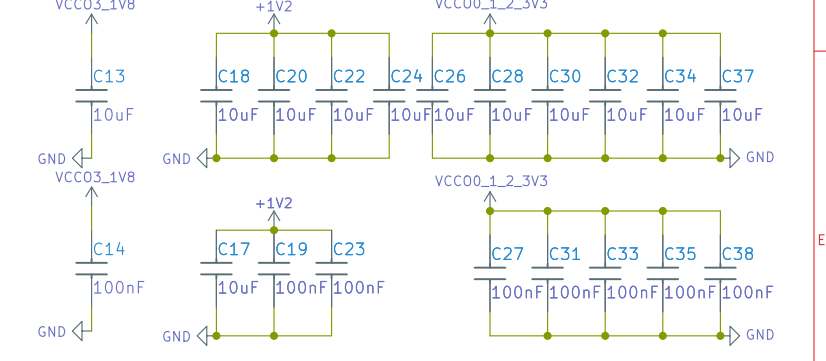 VCCO3_1V8 +1V2 VCCO0_1_2_3V3
C13 C18 C20 C22 C24 C26 C28 C30 C32 C34 C37
10uF 10uF 10uF 10uF 10uF 10uF 10uF 10uF 10uF 10uF 10uF
GND GND GND
VCCO3_1V8 +1V2 VCCO0_1_2_3V3
C14 C17 C19 C23 C27 C31 C33 C35 C38
100nF 10uF 100nF 100nF 100nF 100nF 100nF 100nF 100nF
GND GND GND
E